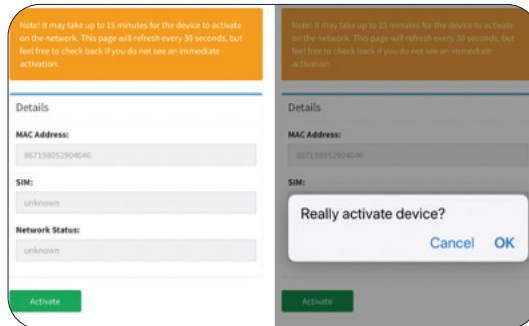 Note! It may take up to 15 minutes for the device to activate
on the network. This page will refresh every 30 seconds, but
feel free to check back if you do not see an immediate
activation.
Details
MAC Address:
867198052904046
SIM:
unknown
Network Status:
unknown
Activate
Note! It may take up to 15 minutes for the device to activate
on the network. This page will refresh every 30 seconds, but
feel free to check back if you do not see an immediate
activation.
Details
MAC Address:
867198052904046
SIM:
Really activate device?
Cancel OK
Activate